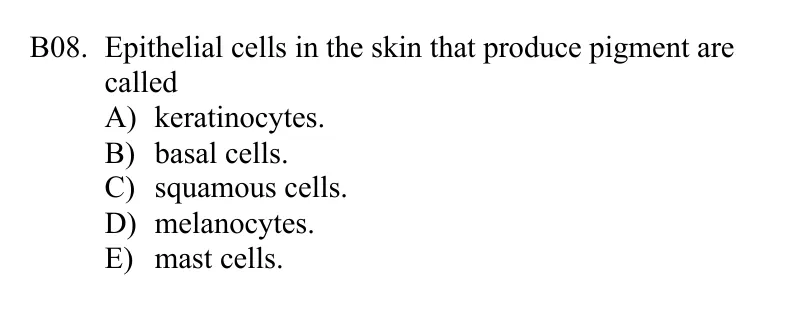 B08. Epithelial cells in the skin that produce pigment are
called
A) keratinocytes.
B) basal cells.
C) squamous cells.
D) melanocytes.
E) mast cells.